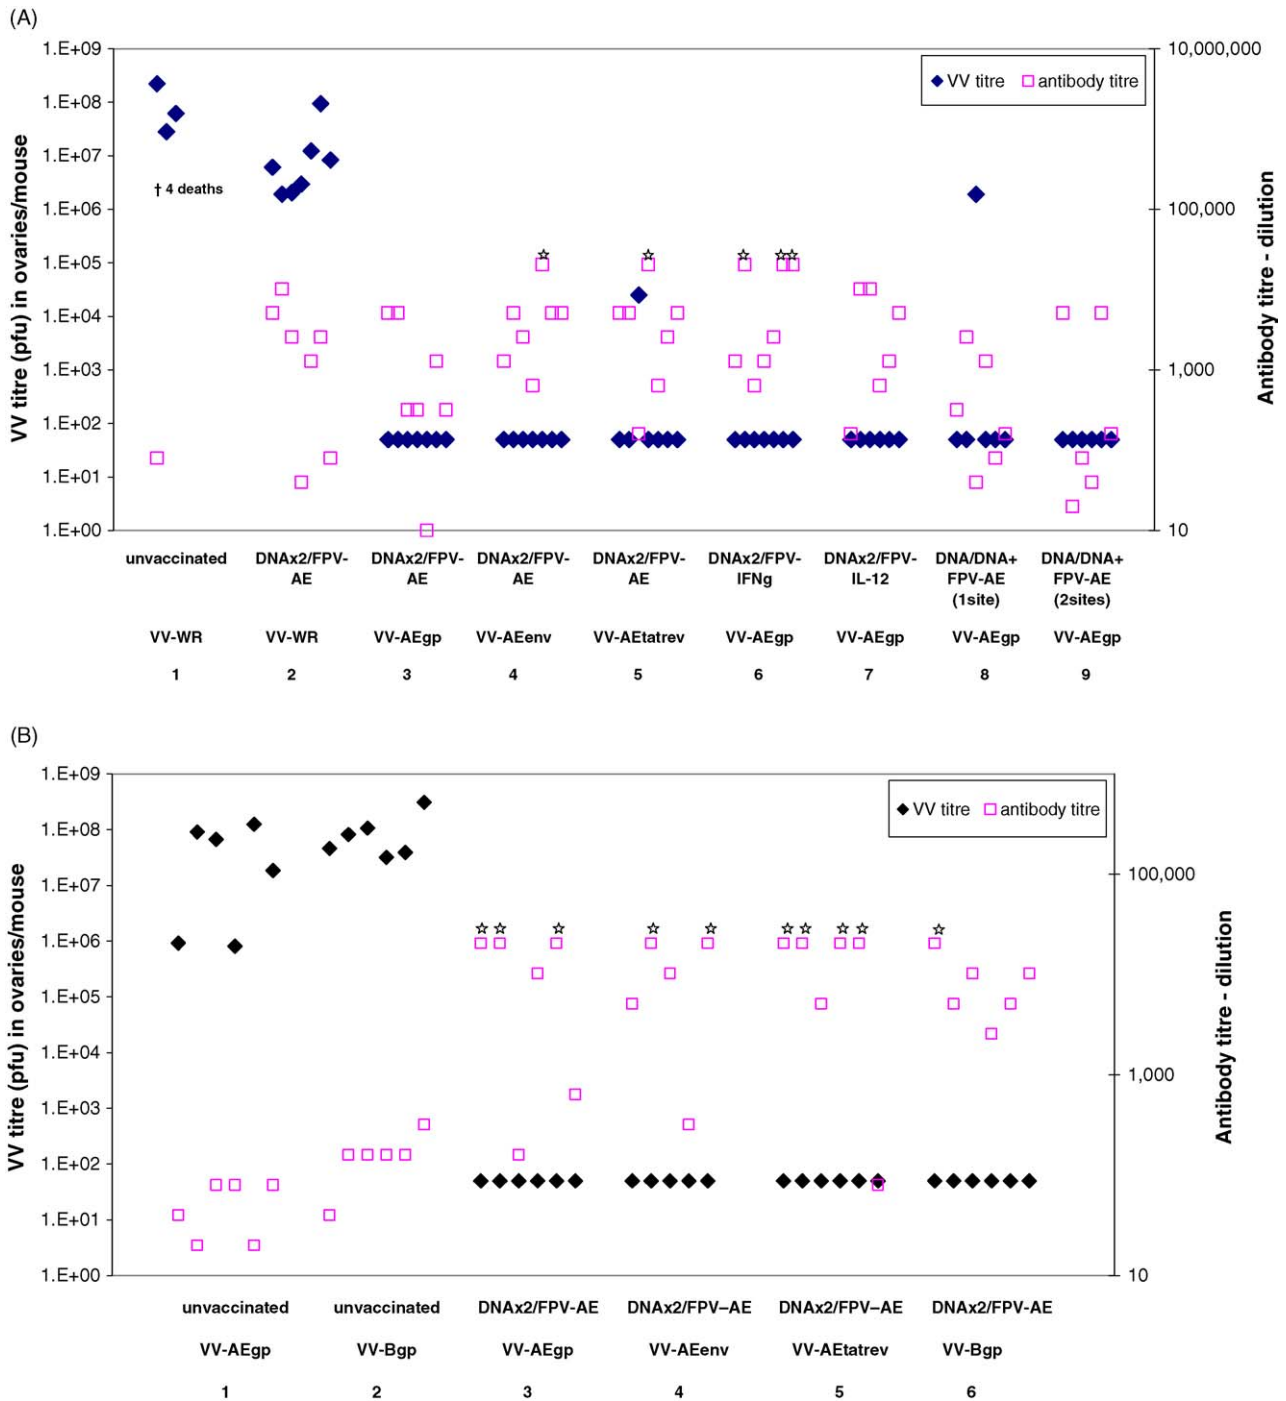 (A)
1.E+09
1.E+08
1.E+07
1.E+06
1.E+05
1.E+04
1.E+03
1.E+02
1.E+01
1.E+00
VV titre (pfu) in ovaries/mouse
10,000,000
100,000
1,000
10
Antibody titre - dilution
VV titre
antibody titre
† 4 deaths
unvaccinated
VV-WR
1
DNAx2/FPV-
AE
VV-WR
2
DNAx2/FPV-
AE
VV-AEgp
3
DNAx2/FPV-
AE
VV-AEenv
4
DNAx2/FPV-
AE
VV-AEtatrev
5
DNAx2/FPV-
IFNg
VV-AEgp
6
DNAx2/FPV-
IL-12
VV-AEgp
7
DNA/DNA+
FPV-AE
(1site)
VV-AEgp
8
DNA/DNA+
FPV-AE
(2sites)
VV-AEgp
9
(B)
1.E+09
1.E+08
1.E+07
1.E+06
1.E+05
1.E+04
1.E+03
1.E+02
1.E+01
1.E+00
VV titre (pfu) in ovaries/mouse
100,000
1,000
10
Antibody titre - dilution
VV titre
antibody titre
unvaccinated
VV-AEgp
1
unvaccinated
VV-Bgp
2
DNAx2/FPV-AE
VV-AEgp
3
DNAx2/FPV–AE
VV-AEenv
4
DNAx2/FPV–AE
VV-AEtatrev
5
DNAx2/FPV-AE
VV-Bgp
6